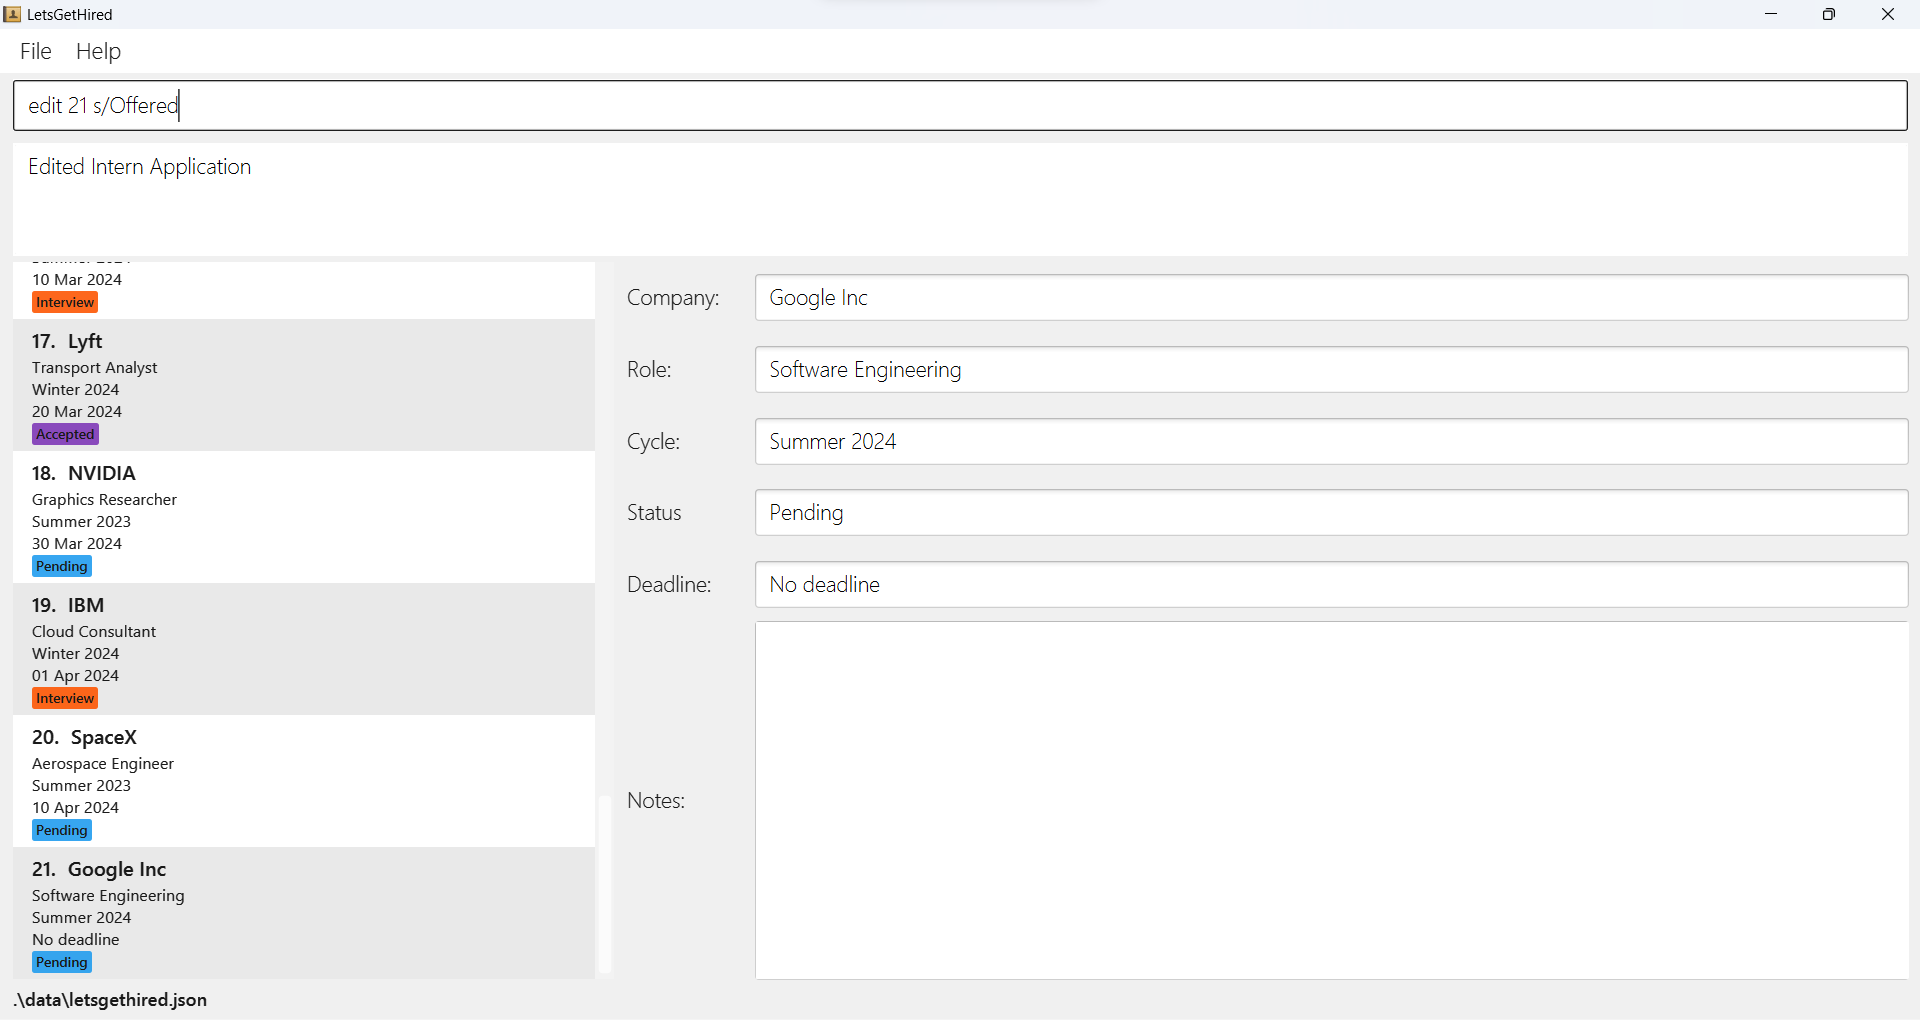 LetsGetHired
File Help
edit 21 s/Offered
Edited Intern Application
10 Mar 2024
Interview
17. Lyft
Transport Analyst
Winter 2024
20 Mar 2024
Accepted
18. NVIDIA
Graphics Researcher
Summer 2023
30 Mar 2024
Pending
19. IBM
Cloud Consultant
Winter 2024
01 Apr 2024
Interview
20. SpaceX
Aerospace Engineer
Summer 2023
10 Apr 2024
Pending
21. Google Inc
Software Engineering
Summer 2024
No deadline
Pending
Company: Google Inc
Role: Software Engineering
Cycle: Summer 2024
Status Pending
Deadline: No deadline
Notes:
.\data\letsgethired.json